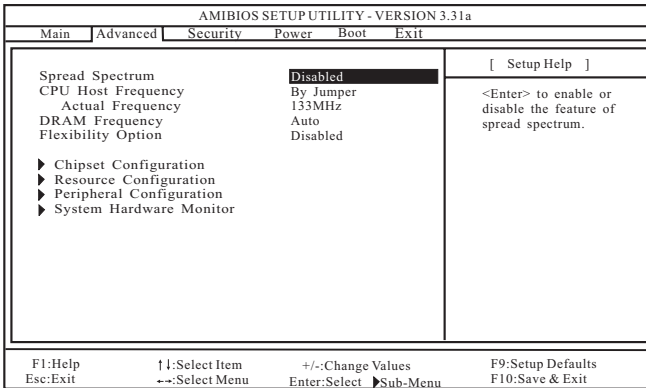 AMIBIOS SETUP UTILITY - VERSION 3.31a
Main Advanced Security Power Boot Exit
[ Setup Help ]
Spread Spectrum Disabled
CPU Host Frequency By Jumper
Actual Frequency 133MHz
DRAM Frequency Auto
Flexibility Option Disabled
<Enter> to enable or
disable the feature of
spread spectrum.
▶ Chipset Configuration
▶ Resource Configuration
▶ Peripheral Configuration
▶ System Hardware Monitor
F1:Help ↑↓:Select Item +/-:Change Values F9:Setup Defaults
Esc:Exit ←→:Select Menu Enter:Select ▶Sub-Menu F10:Save & Exit